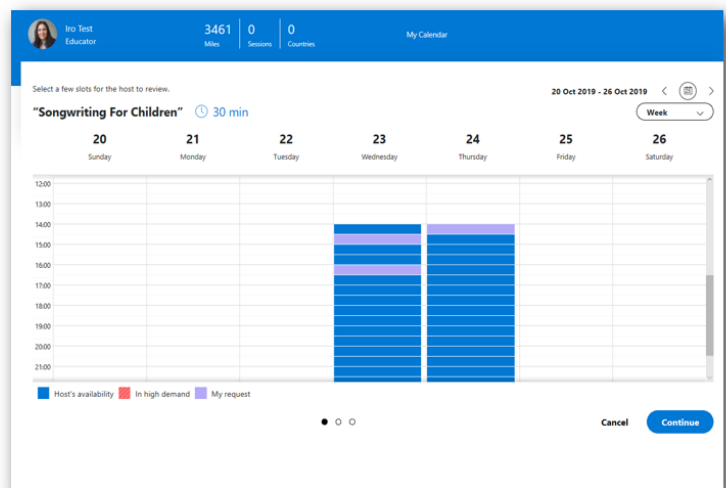 Iro Test
Educator
3461 0 0
Miles Sessions Countries
My Calendar
Select a few slots for the host to review.
20 Oct 2019 - 26 Oct 2019
“Songwriting For Children” 30 min
Week
20 21 22 23 24 25 26
Sunday Monday Tuesday Wednesday Thursday Friday Saturday
12:00
13:00
14:00
15:00
16:00
17:00
18:00
19:00
20:00
21:00
Host's availability In high demand My request
Cancel Continue